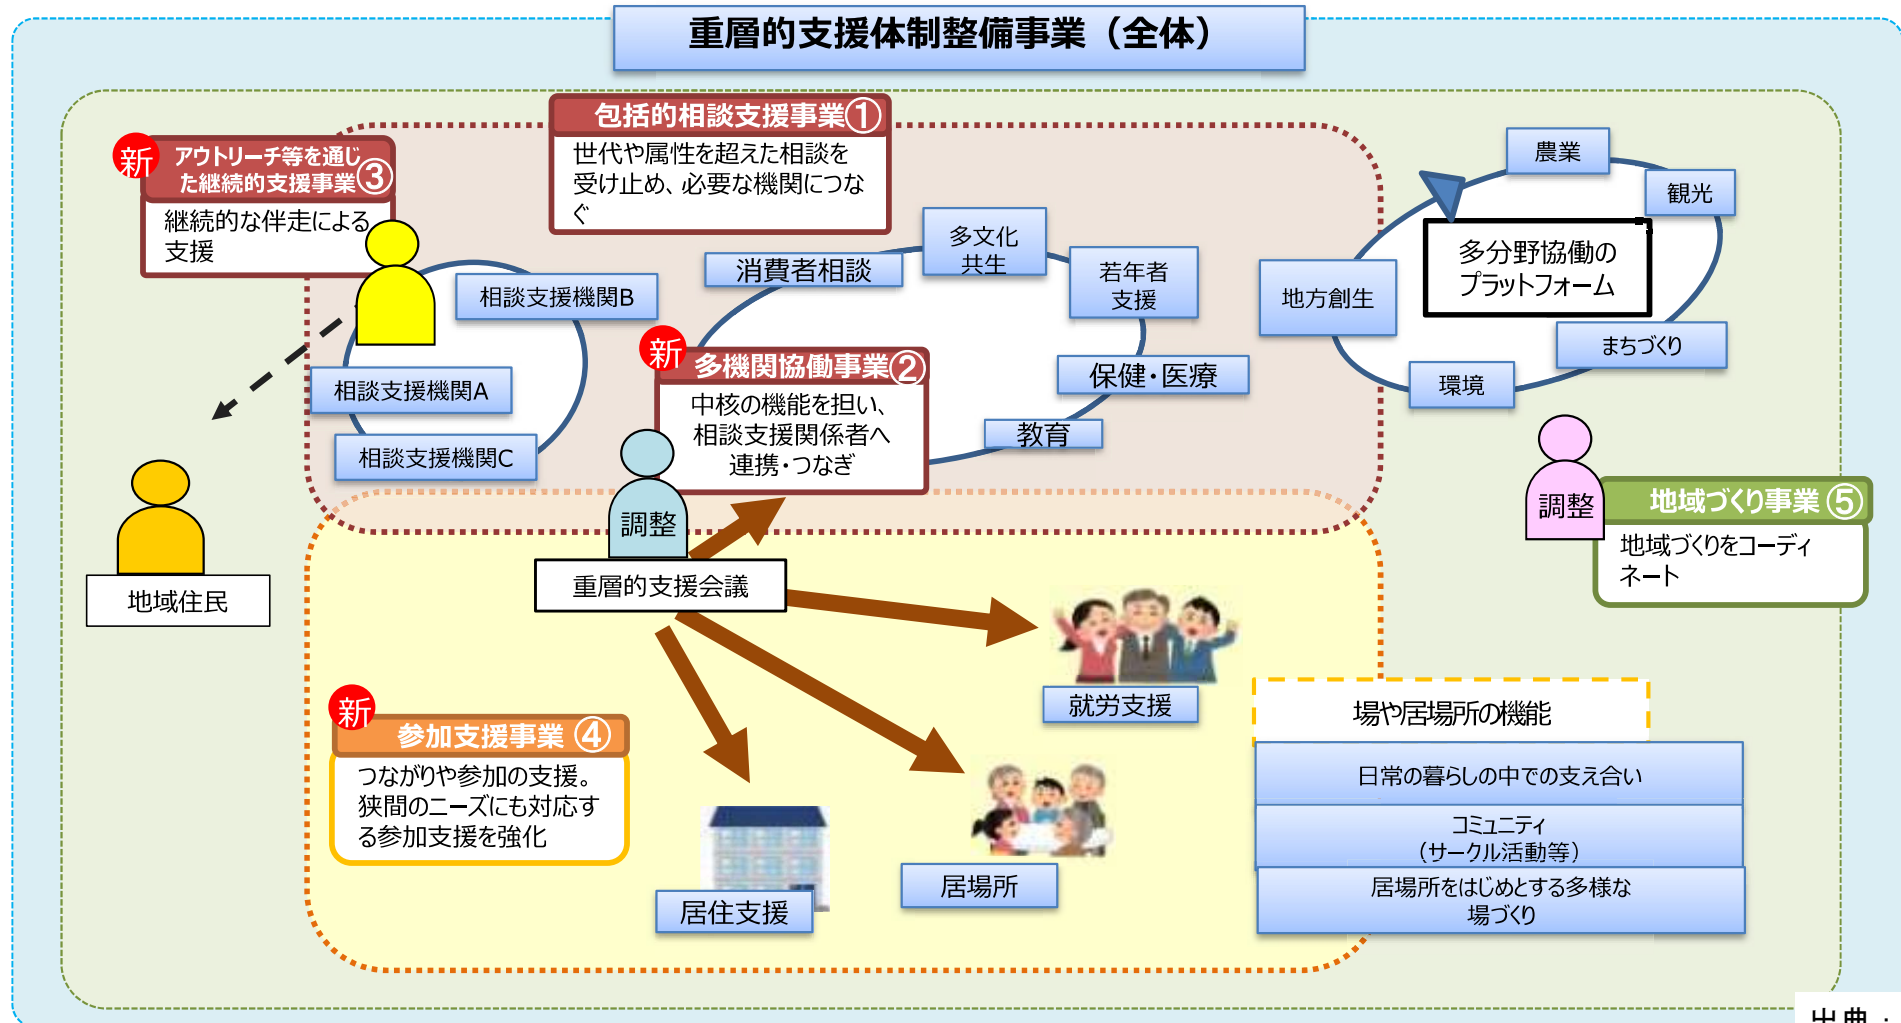 重層的支援体制整備事業（全体）
包括的相談支援事業①
世代や属性を超えた相談を
受け止め、必要な機関につな
ぐ
新
アウトリーチ等を通じ
た継続的支援事業③
継続的な伴走による
支援
相談支援機関B
相談支援機関A
相談支援機関C
消費者相談
多文化
共生
若年者
支援
保健・医療
教育
新
多機関協働事業②
中核の機能を担い、
相談支援関係者へ
連携・つなぎ
農業
観光
多分野協働の
プラットフォーム
地方創生
まちづくり
環境
調整
地域づくり事業⑤
地域づくりをコーディ
ネート
地域住民
調整
重層的支援会議
就労支援
新
参加支援事業④
つながりや参加の支援。
狭間のニーズにも対応す
る参加支援を強化
居住支援
居場所
場や居場所の機能
日常の暮らしの中での支え合い
コミュニティ
（サークル活動等）
居場所をはじめとする多様な
場づくり
出典：